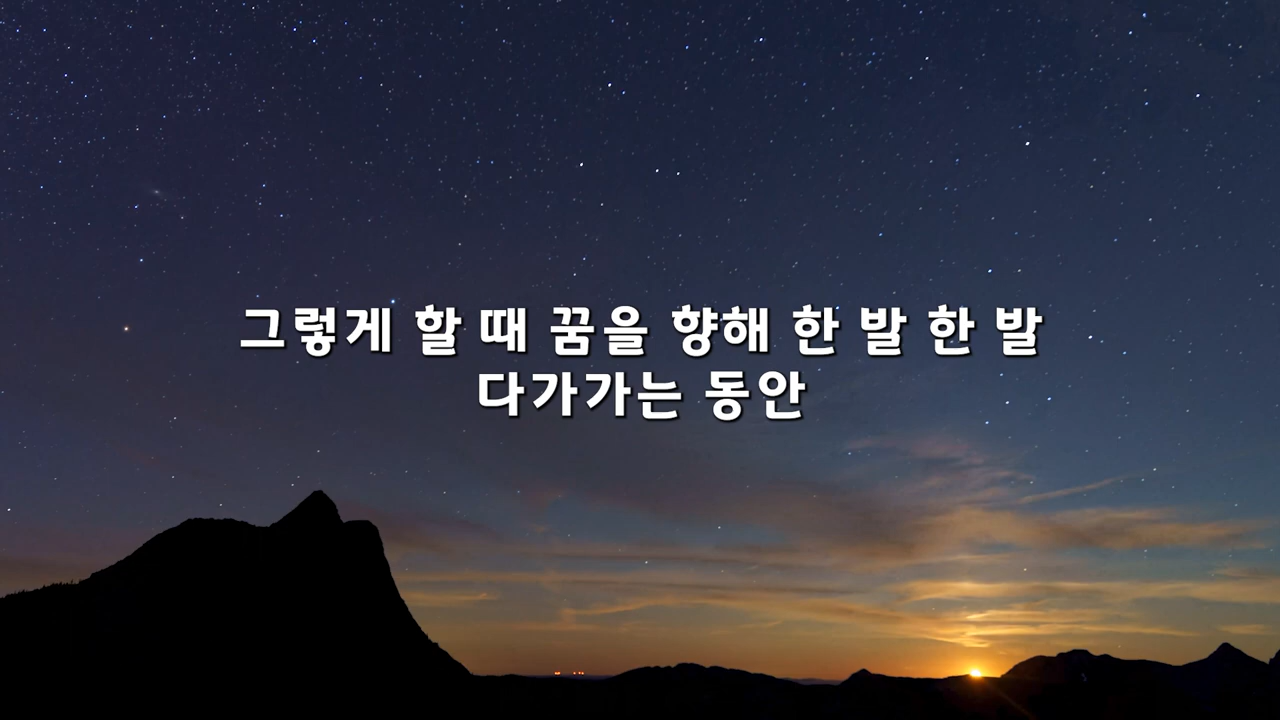 그렇게 할 때 꿈을 향해 한 발 한 발
다가가는 동안